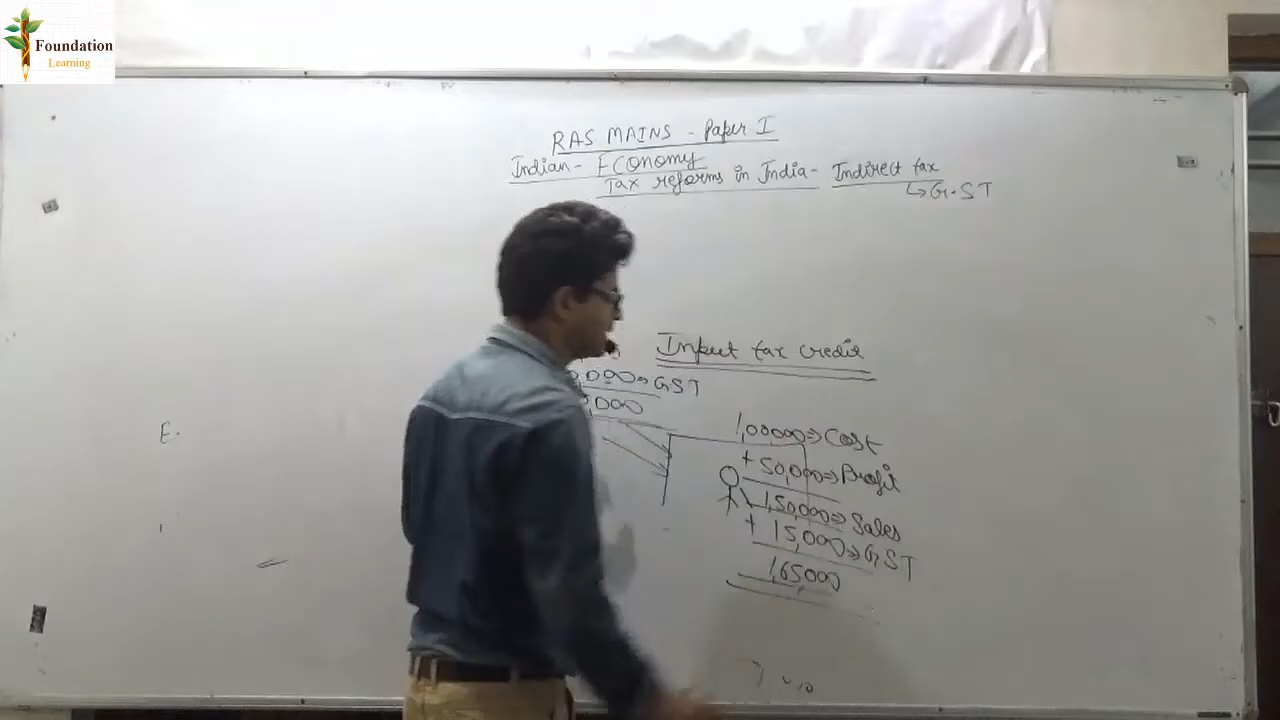 Foundation
Learning
RAS MAINS - Paper I
Indian - Economy
Tax reforms in India - Indirect tax
↳ G.ST
Input tax credit
0,000 ⇒ GST
,000
1,00,000 ⇒ Cost
+ 50,000 ⇒ Profit
1,50,000 ⇒ Sales
+ 15,000 ⇒ GST
1,65,000
E.